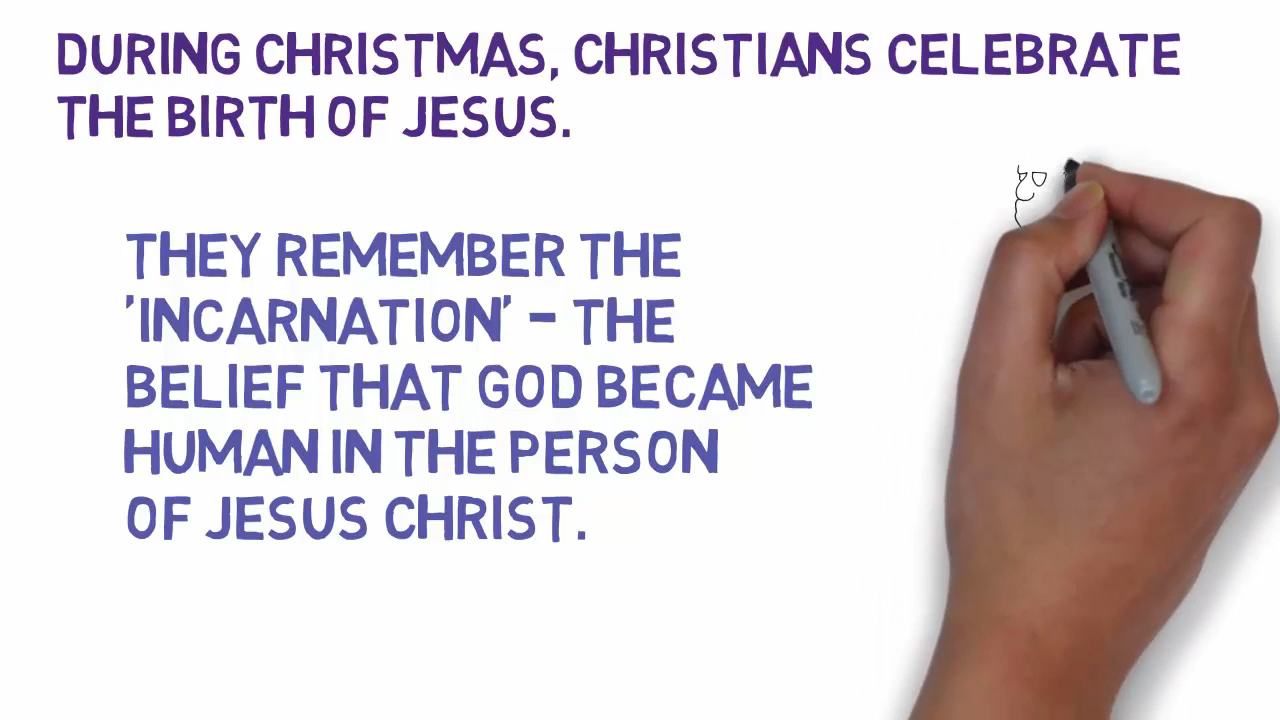 DURING CHRISTMAS, CHRISTIANS CELEBRATE
THE BIRTH OF JESUS.
THEY REMEMBER THE
'INCARNATION' – THE
BELIEF THAT GOD BECAME
HUMAN IN THE PERSON
OF JESUS CHRIST.